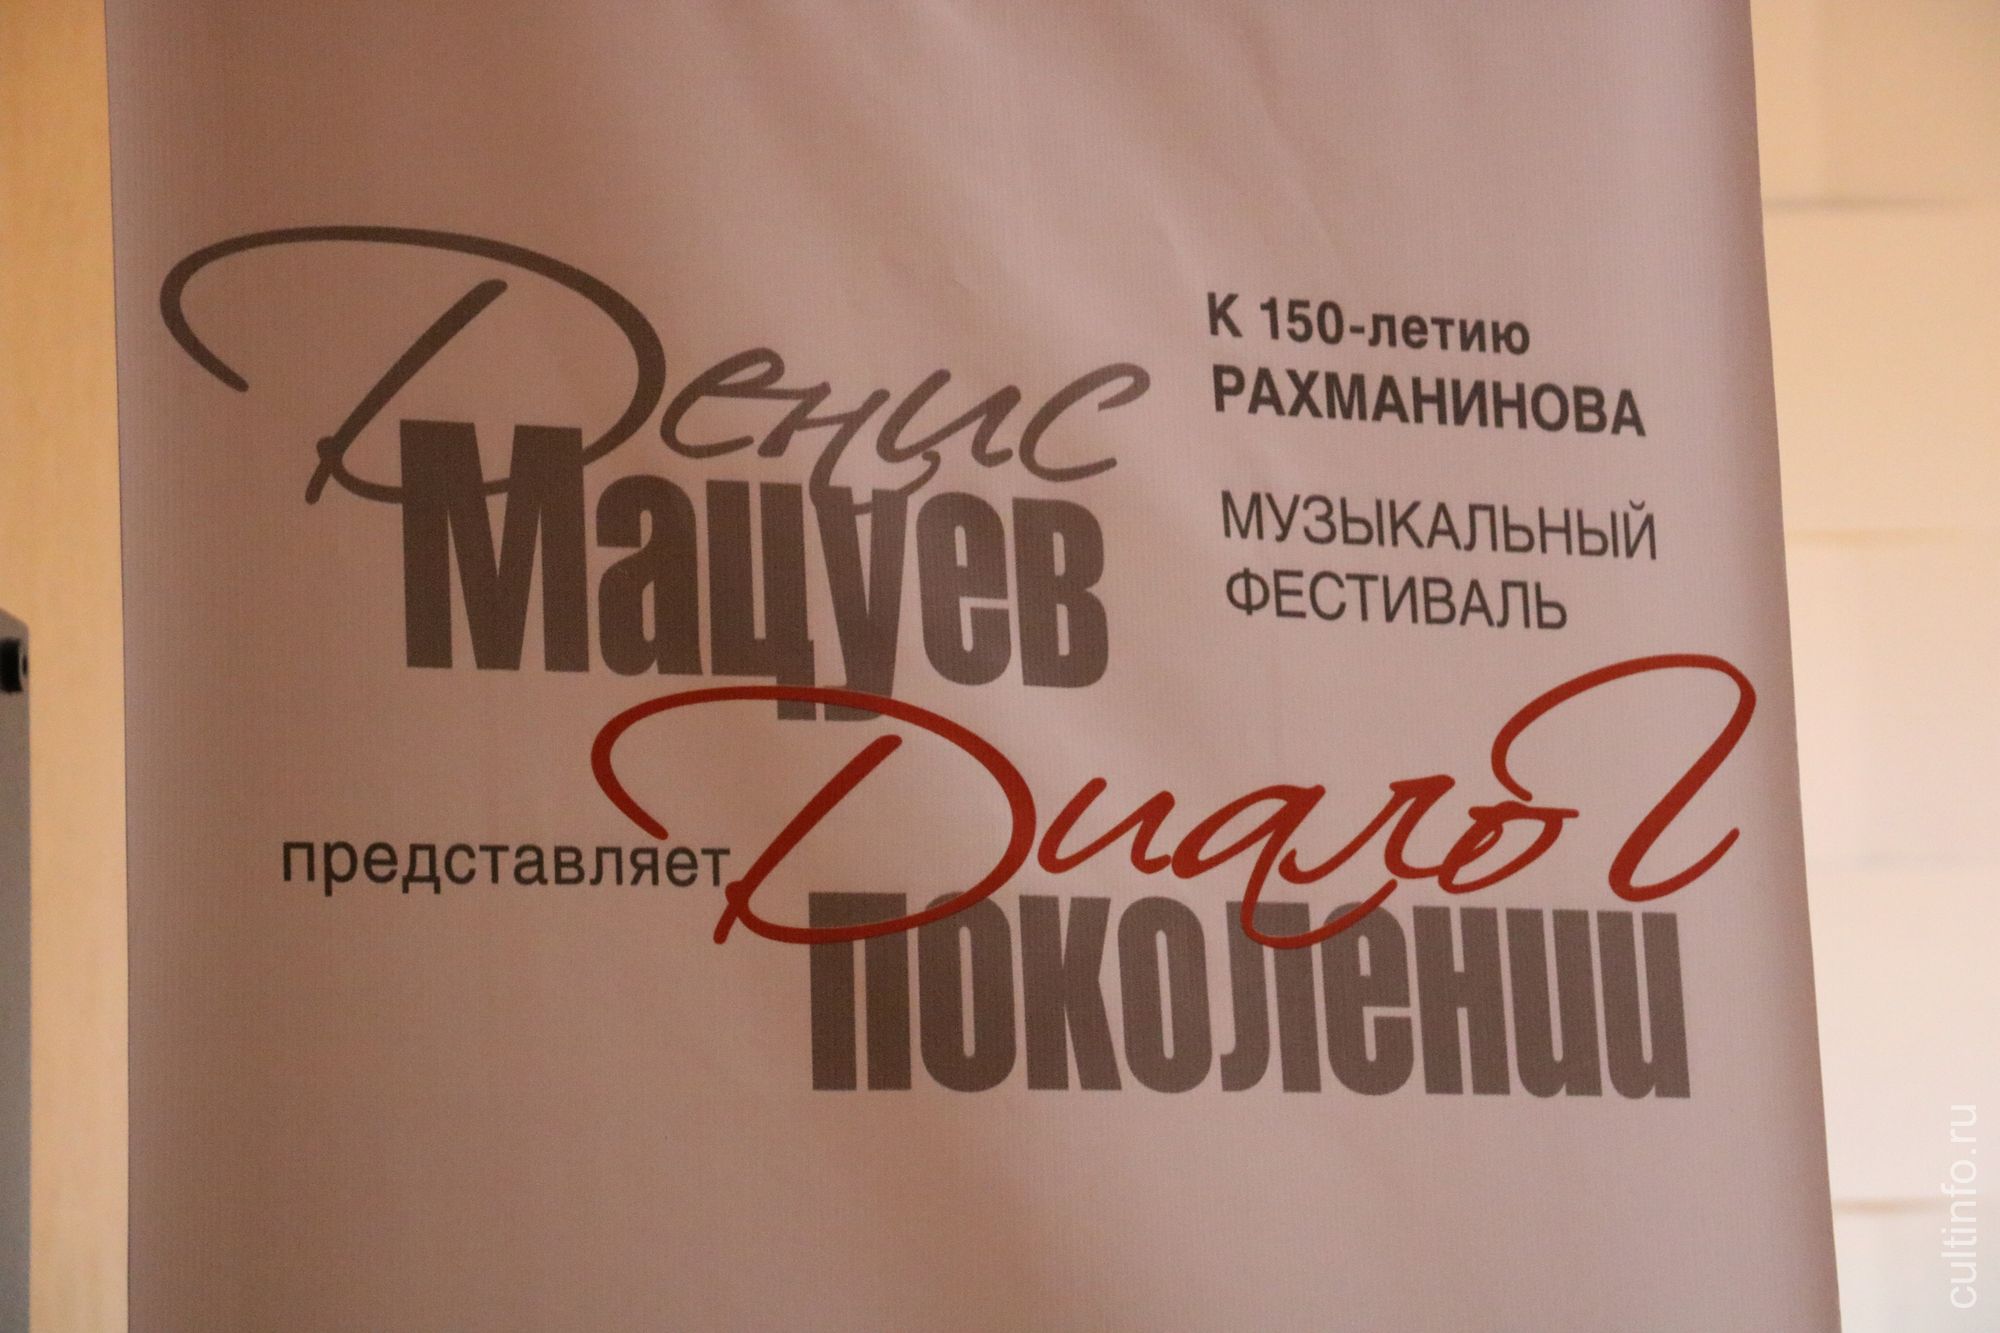 Денис
Мацуев
К 150-летию
РАХМАНИНОВА
МУЗЫКАЛЬНЫЙ
ФЕСТИВАЛЬ
представляет
Диалог
поколений
cultinfo.ru